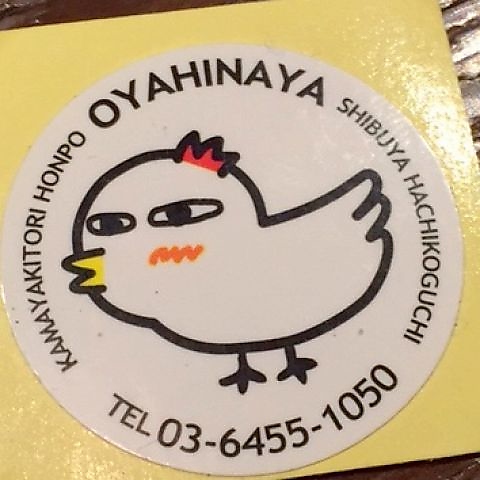 KAMAYAKITORI HONPO
OYAHINAYA
SHIBUYA HACHIKOGUCHI
TEL 03-6455-1050